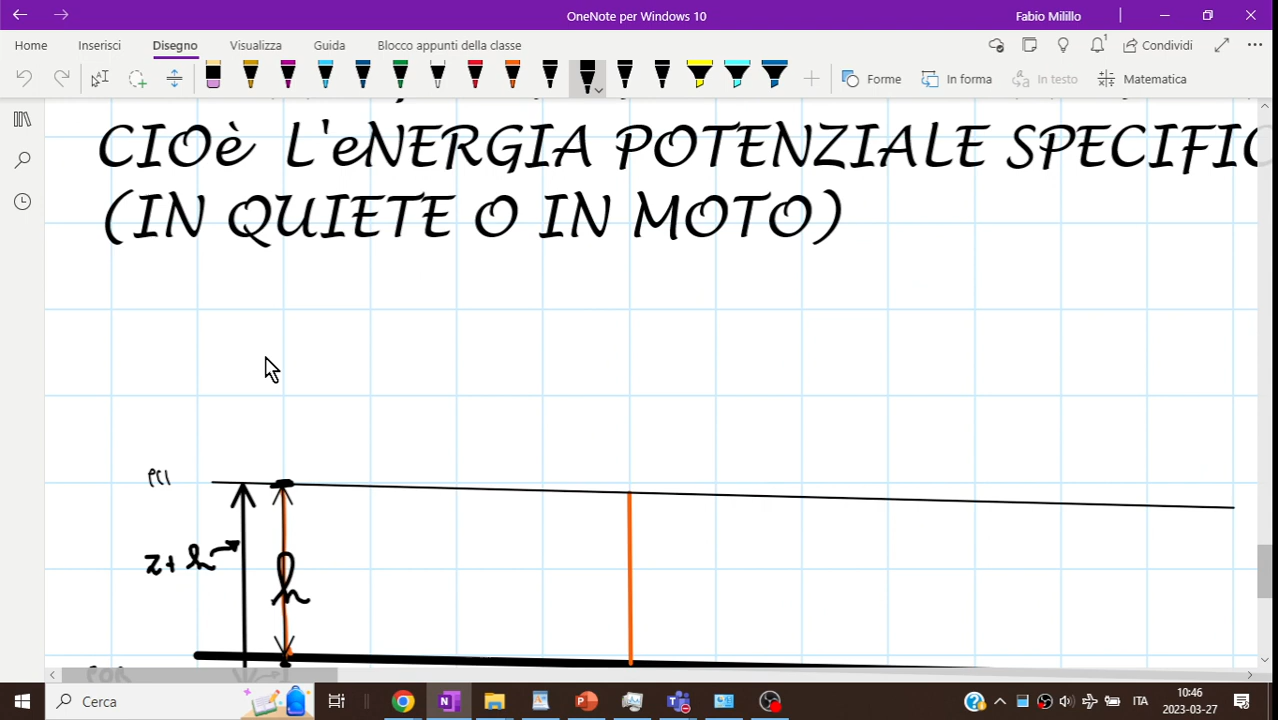 OneNote per Windows 10
Fabio Milillo
Home Inserisci Disegno Visualizza Guida Blocco appunti della classe
Condividi
Forme In forma In testo Matematica
CIOè L'eNERGIA POTENZIALE SPECIFIC
(IN QUIETE O IN MOTO)
PCI
z+h
h
Cerca
ITA
10:46
2023-03-27